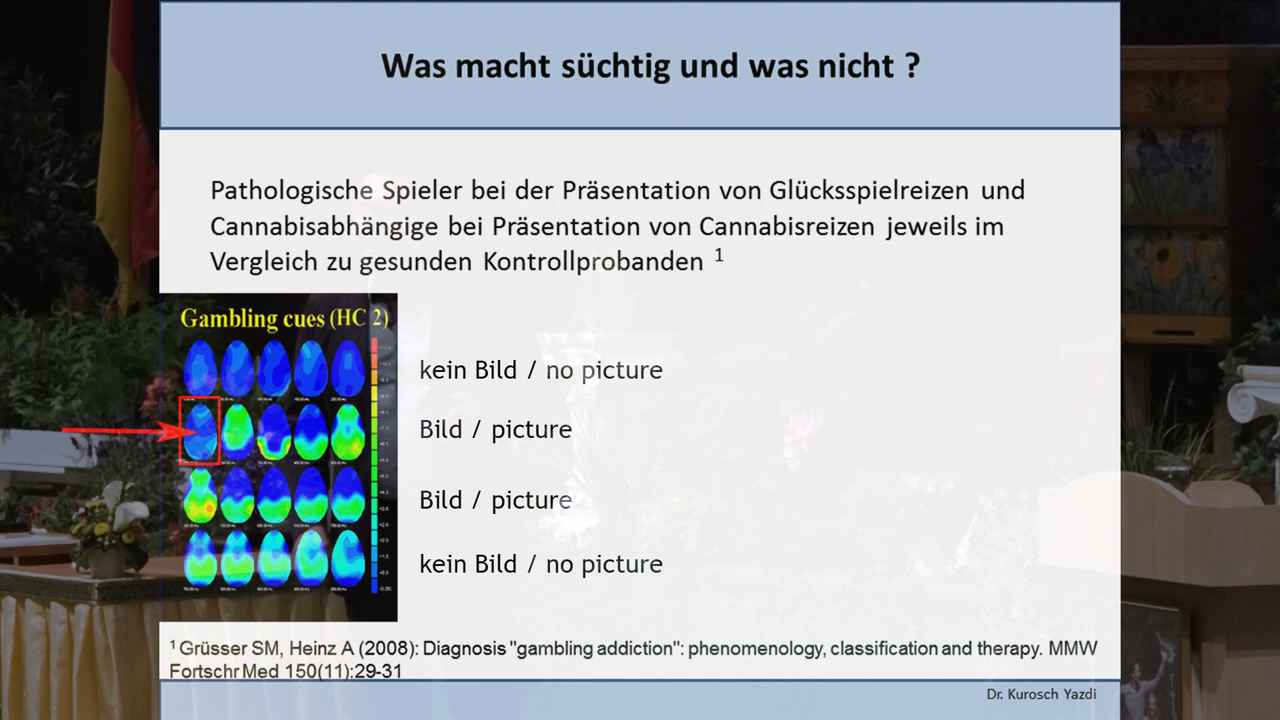 Was macht süchtig und was nicht ?
Pathologische Spieler bei der Präsentation von Glücksspielreizen und
Cannabisabhängige bei Präsentation von Cannabisreizen jeweils im
Vergleich zu gesunden Kontrollprobanden ¹
Gambling cues (HC 2)
kein Bild / no picture
Bild / picture
Bild / picture
kein Bild / no picture
¹ Grüsser SM, Heinz A (2008): Diagnosis "gambling addiction": phenomenology, classification and therapy. MMW
Fortschr Med 150(11):29-31
Dr. Kurosch Yazdi